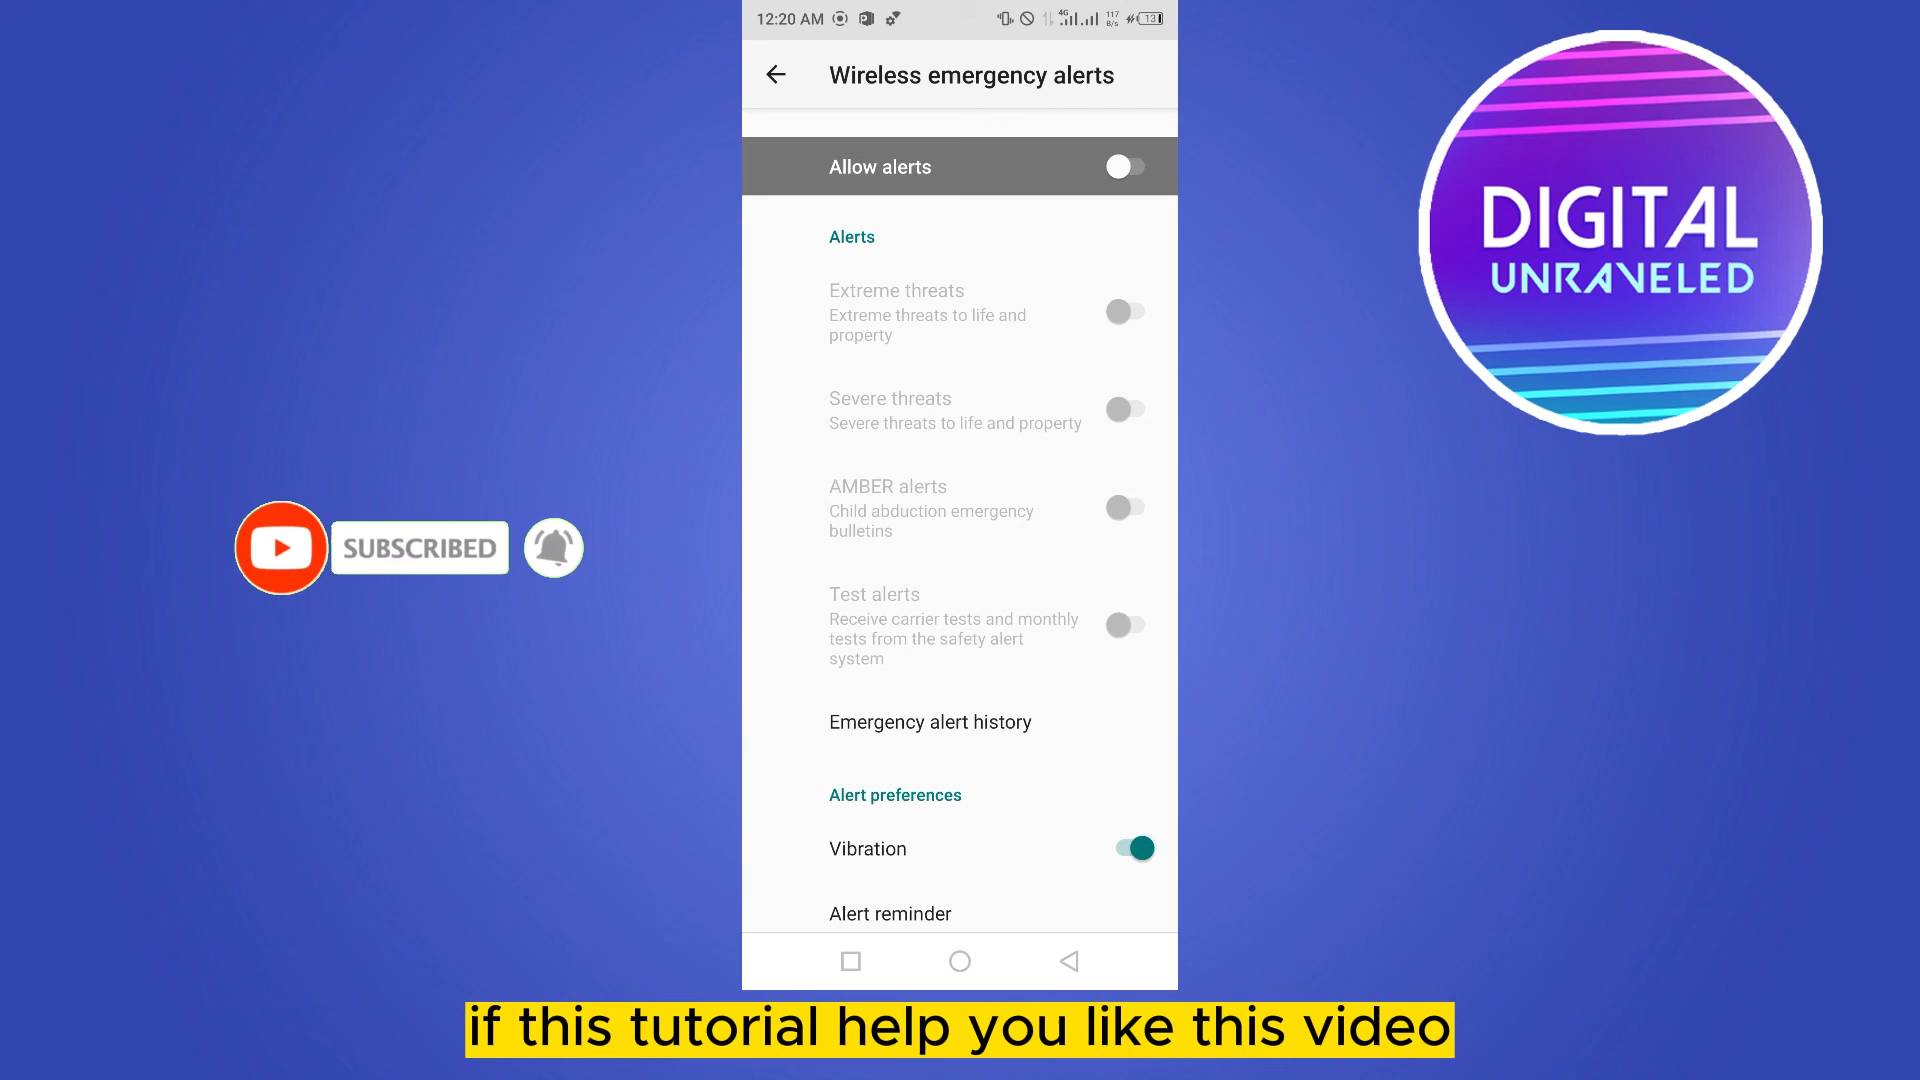 12:20 AM
4G
117
B/s
13
Wireless emergency alerts
Allow alerts
Alerts
Extreme threats
Extreme threats to life and
property
Severe threats
Severe threats to life and property
AMBER alerts
Child abduction emergency
bulletins
Test alerts
Receive carrier tests and monthly
tests from the safety alert
system
Emergency alert history
Alert preferences
Vibration
Alert reminder
DIGITAL
UNRAVELED
SUBSCRIBED
if this tutorial help you like this video